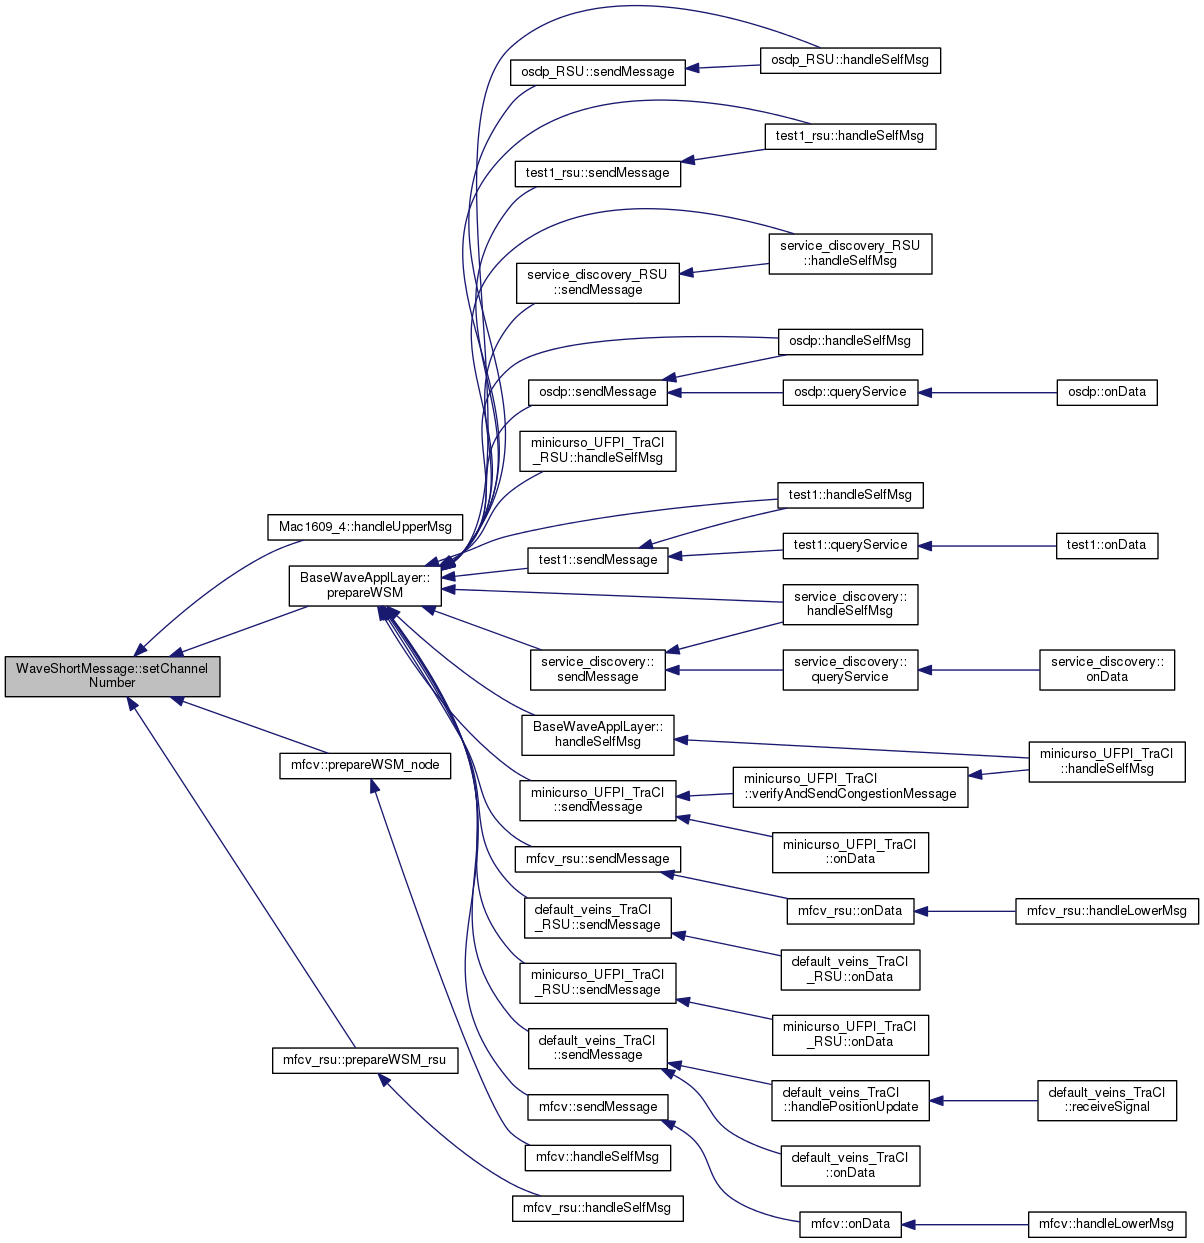 WaveShortMessage::setChannel
Number
Mac1609_4::handleUpperMsg
BaseWaveApplLayer::
prepareWSM
mfcv::prepareWSM_node
mfcv_rsu::prepareWSM_rsu
osdp_RSU::sendMessage
test1_rsu::sendMessage
service_discovery_RSU
::sendMessage
osdp::sendMessage
minicurso_UFPI_TraCI
_RSU::handleSelfMsg
test1::sendMessage
service_discovery::
sendMessage
BaseWaveApplLayer::
handleSelfMsg
minicurso_UFPI_TraCI
::sendMessage
mfcv_rsu::sendMessage
default_veins_TraCI
_RSU::sendMessage
minicurso_UFPI_TraCI
_RSU::sendMessage
default_veins_TraCI
::sendMessage
mfcv::sendMessage
mfcv::handleSelfMsg
mfcv_rsu::handleSelfMsg
osdp_RSU::handleSelfMsg
test1_rsu::handleSelfMsg
service_discovery_RSU
::handleSelfMsg
osdp::handleSelfMsg
osdp::queryService
test1::handleSelfMsg
test1::queryService
service_discovery::
handleSelfMsg
service_discovery::
queryService
minicurso_UFPI_TraCI
::verifyAndSendCongestionMessage
minicurso_UFPI_TraCI
::onData
mfcv_rsu::onData
default_veins_TraCI
_RSU::onData
minicurso_UFPI_TraCI
_RSU::onData
default_veins_TraCI
::handlePositionUpdate
default_veins_TraCI
::onData
mfcv::onData
osdp::onData
test1::onData
service_discovery::
onData
minicurso_UFPI_TraCI
::handleSelfMsg
mfcv_rsu::handleLowerMsg
default_veins_TraCI
::receiveSignal
mfcv::handleLowerMsg